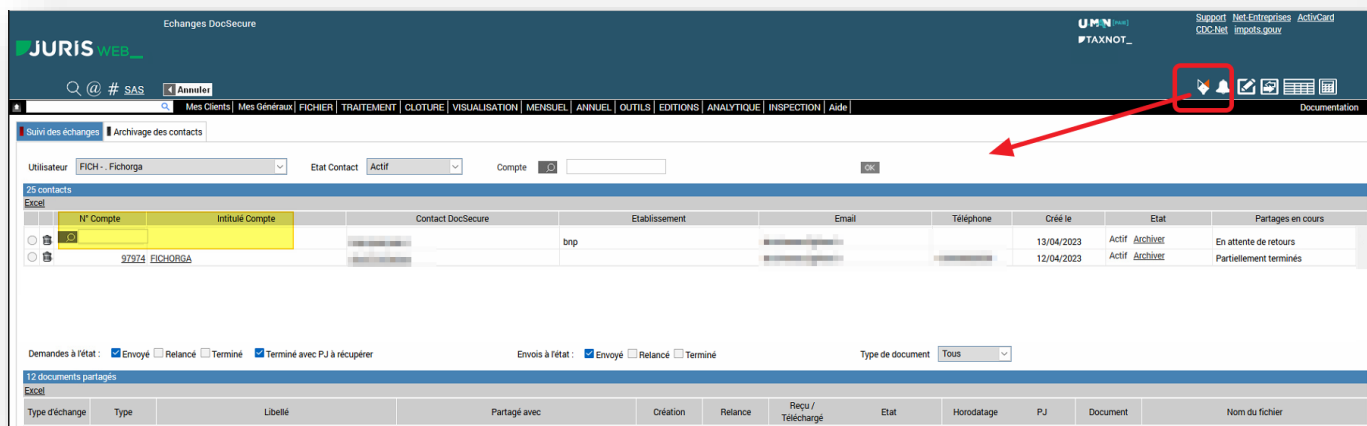 Echanges DocSecure
U.M?N [PAIR]
Support Net-Entreprises ActivCard
CDC-Net impots.gouv
JURIS WEB_
TAXNOT_
@ # SAS Annuler
Mes Clients Mes Généraux FICHIER TRAITEMENT CLOTURE VISUALISATION MENSUEL ANNUEL OUTILS EDITIONS ANALYTIQUE INSPECTION Aide Documentation
Suivi des échanges Archivage des contacts
Utilisateur FICH - . Fichorga Etat Contact Actif Compte OK
25 contacts
Excel
N° Compte Intitulé Compte Contact DocSecure Etablissement Email Téléphone Créé le Etat Partages en cours
bnp 13/04/2023 Actif Archiver En attente de retours
97974 FICHORGA 12/04/2023 Actif Archiver Partiellement terminés
Demandes à l'état : Envoyé Relancé Terminé Terminé avec PJ à récupérer Envois à l'état : Envoyé Relancé Terminé Type de document Tous
12 documents partagés
Excel
Type d'échange Type Libellé Partagé avec Création Relance Reçu / Téléchargé Etat Horodatage PJ Document Nom du fichier